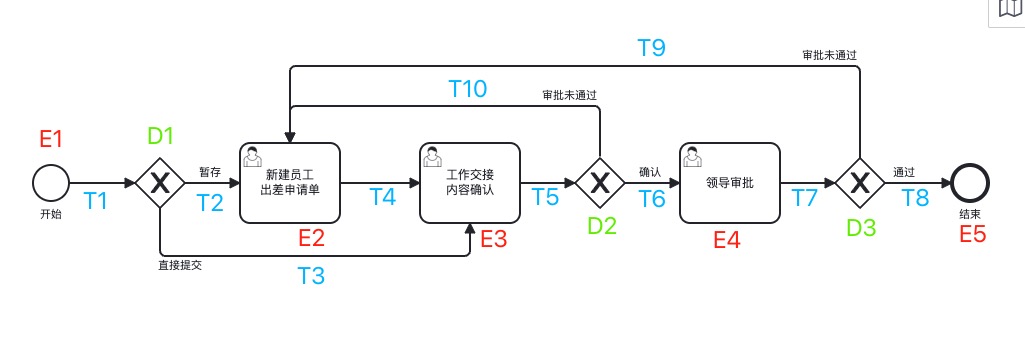 T9
审批未通过
T10
审批未通过
E1
D1
暂存
新建员工
出差申请单
工作交接
内容确认
确认
领导审批
通过
T1
T2
T4
T5
T6
T7
T8
开始
结束
D2
D3
E2
E3
E4
E5
直接提交
T3